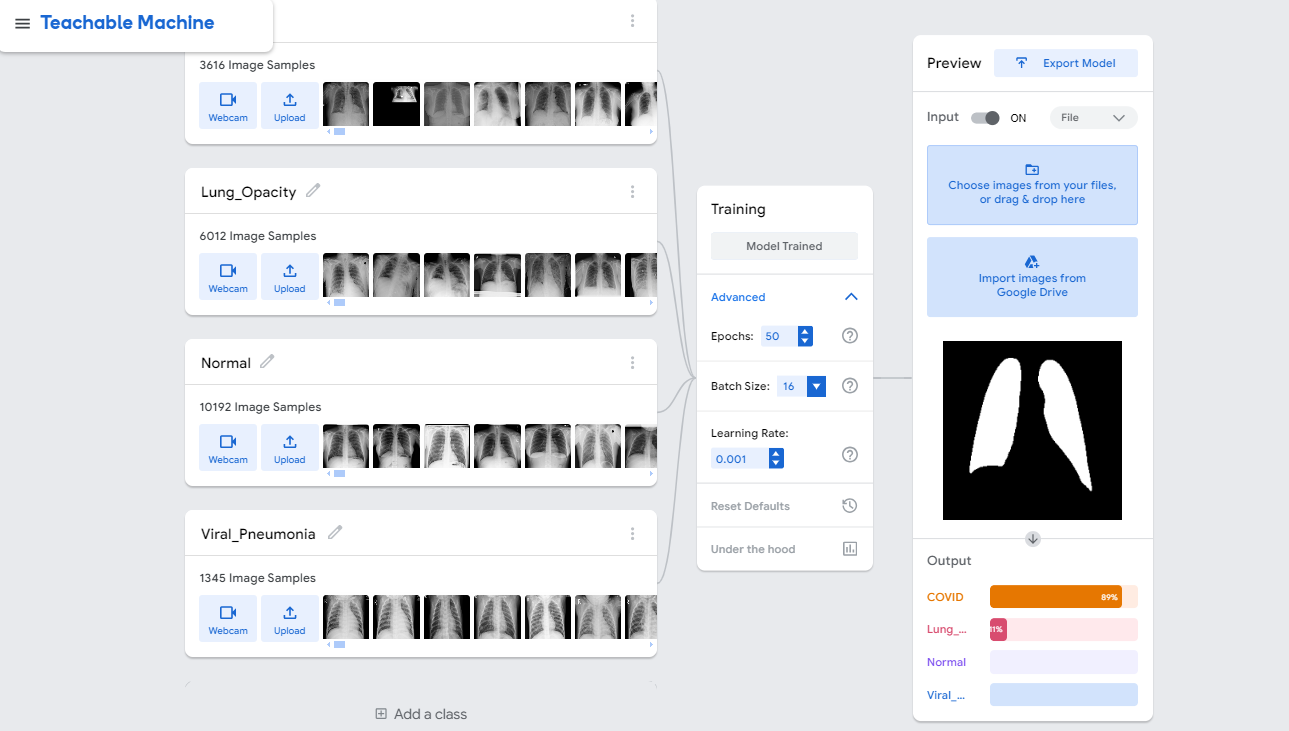 Teachable Machine
3616 Image Samples
Webcam
Upload
Lung_Opacity
6012 Image Samples
Webcam
Upload
Normal
10192 Image Samples
Webcam
Upload
Viral_Pneumonia
1345 Image Samples
Webcam
Upload
Add a class
Training
Model Trained
Advanced
Epochs: 50
Batch Size: 16
Learning Rate:
0.001
Reset Defaults
Under the hood
Preview
Export Model
Input ON File
Choose images from your files,
or drag & drop here
Import images from
Google Drive
Output
COVID 89%
Lung_... 11%
Normal
Viral_...